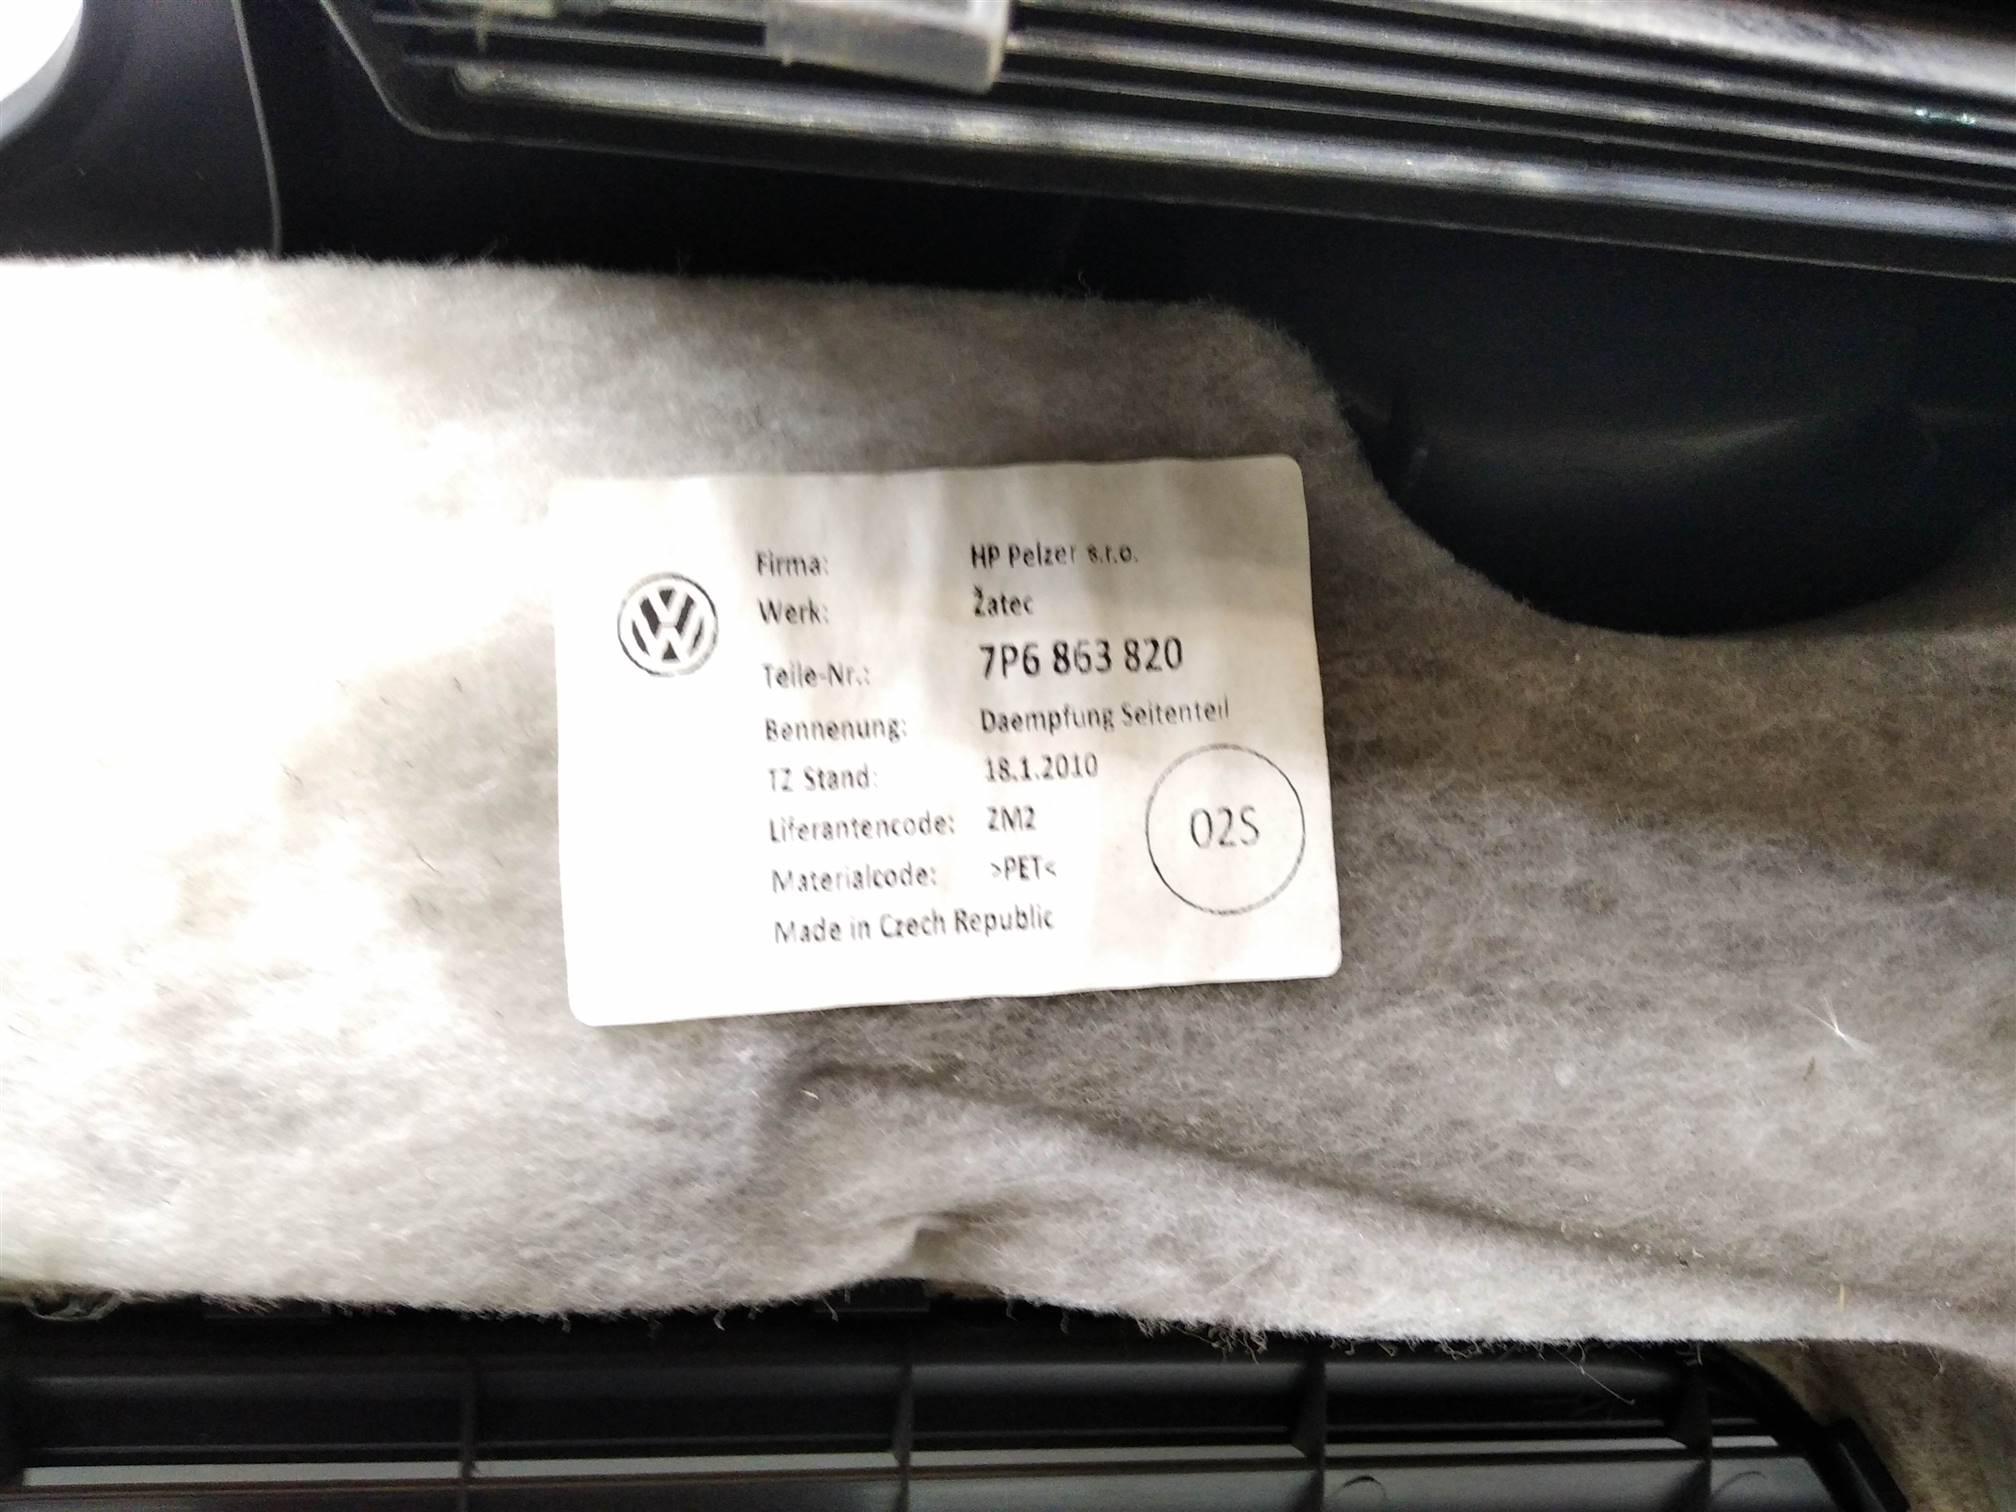 Firma: HP Pelzer s.r.o.
Werk: Žatec
Teile-Nr.: 7P6 863 820
Bennenung: Daempfung Seitenteil
TZ Stand: 18.1.2010
Liferantencode: ZM2
Materialcode: >PET<
02S
Made in Czech Republic